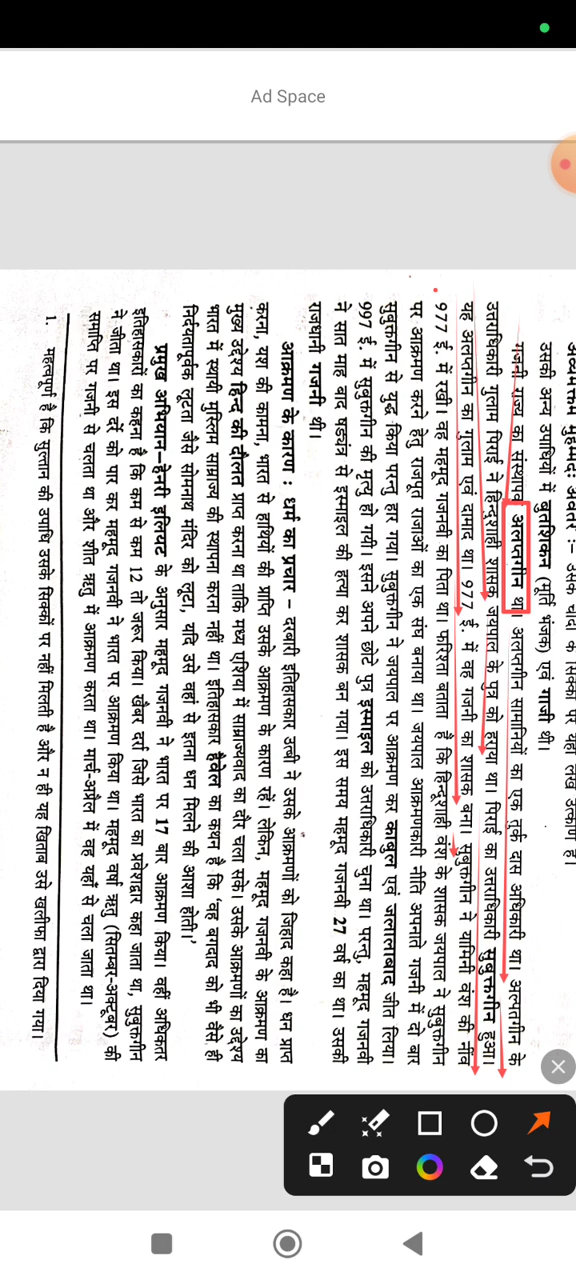 Ad Space
उसकी अन्य उपाधियों में बुतशिकन (मूर्ति भंजक) एवं गाजी थी।
गजनी राज्य का संस्थापक अलप्तगीन था। अलप्तगीन सामानियों का एक तुर्क दास अधिकारी था। अल्पतगीन के
उत्तराधिकारी गुलाम पिराई ने हिन्दुशाही शासक जयपाल के पुत्र को हराया था। पिराई का उत्तराधिकारी सुबुक्तगीन हुआ।
यह अलप्तगीन का गुलाम एवं दामाद था। 977 ई. में वह गजनी का शासक बना। सुबुक्तगीन ने यामिनी वंश की नींव
977 ई. में रखी। वह महमूद गजनवी का पिता था। फरिश्ता बताता है कि हिन्दूशाही वंश के शासक जयपाल ने सुबुक्तगीन
पर आक्रमण करने हेतु राजपूत राजाओं का एक संघ बनाया था। जयपाल आक्रमणकारी नीति अपनाते गजनी में दो बार
सुबुक्तगीन से युद्ध किया परन्तु हार गया। सुबुक्तगीन ने जयपाल पर आक्रमण कर काबुल एवं जलालाबाद जीत लिया।
997 ई. में सुबुक्तगीन की मृत्यु हो गयी। इसने अपने छोटे पुत्र इस्माइल को उत्तराधिकारी चुना था। परन्तु, महमूद गजनवी
ने सात माह बाद षड्यंत्र से इस्माइल की हत्या कर शासक बन गया। इस समय महमूद गजनवी 27 वर्ष का था। उसकी
राजधानी गजनी थी।
आक्रमण के कारण : धर्म का प्रचार – दरबारी इतिहासकार उत्बी ने उसके आक्रमणों को जिहाद कहा है। धन प्राप्त
करना, यश की कामना, भारत से हाथियों की प्राप्ति उसके आक्रमण के कारण रहें। लेकिन, महमूद गजनवी के आक्रमण का
मुख्य उद्देश्य हिन्द की दौलत प्राप्त करना था ताकि मध्य एशिया में साम्राज्यवाद का दौर चला सके। उसके आक्रमणों का उद्देश्य
भारत में स्थायी मुस्लिम साम्राज्य की स्थापना करना नहीं था। इतिहासकार हैवेल का कथन है कि ‘वह बगदाद को भी वैसे ही
निर्दयतापूर्वक लूटता जैसे सोमनाथ मंदिर को लूटा, यदि उसे वहां से इतना धन मिलने की आशा होती।’
प्रमुख अभियान–हेनरी इलियट के अनुसार महमूद गजनवी ने भारत पर 17 बार आक्रमण किया। वहीं अधिकतर
इतिहासकारों का कहना है कि कम से कम 12 तो जरूर किया। खैबर दर्रा जिसे भारत का प्रवेशद्वार कहा जाता था, सुबुक्तगीन
ने जीता था। इस दर्रे को पार कर महमूद गजनवी ने भारत पर आक्रमण किया था। महमूद वर्षा ऋतु (सितम्बर-अक्टूबर) की
समाप्ति पर गजनी से चलता था और शीत ऋतु में आक्रमण करता था। मार्च-अप्रैल में वह यहाँ से चला जाता था।
1. महत्वपूर्ण है कि सुल्तान की उपाधि उसके सिक्कों पर नहीं मिलती है और न ही यह खिताब उसे खलीफा द्वारा दिया गया।